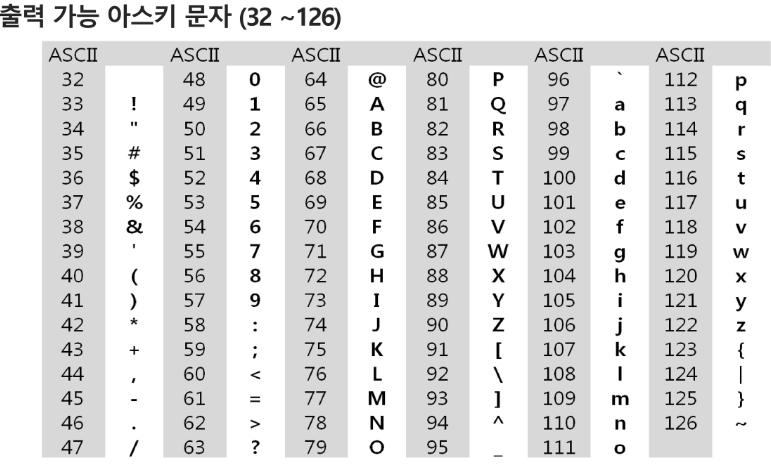 출력 가능 아스키 문자 (32 ~126)
ASCII ASCII ASCII ASCII ASCII ASCII
32 48 0 64 @ 80 P 96 ` 112 p
33 ! 49 1 65 A 81 Q 97 a 113 q
34 " 50 2 66 B 82 R 98 b 114 r
35 # 51 3 67 C 83 S 99 c 115 s
36 $ 52 4 68 D 84 T 100 d 116 t
37 % 53 5 69 E 85 U 101 e 117 u
38 & 54 6 70 F 86 V 102 f 118 v
39 ' 55 7 71 G 87 W 103 g 119 w
40 ( 56 8 72 H 88 X 104 h 120 x
41 ) 57 9 73 I 89 Y 105 i 121 y
42 * 58 : 74 J 90 Z 106 j 122 z
43 + 59 ; 75 K 91 [ 107 k 123 {
44 , 60 < 76 L 92 \ 108 l 124 |
45 - 61 = 77 M 93 ] 109 m 125 }
46 . 62 > 78 N 94 ^ 110 n 126 ~
47 / 63 ? 79 O 95 _ 111 o